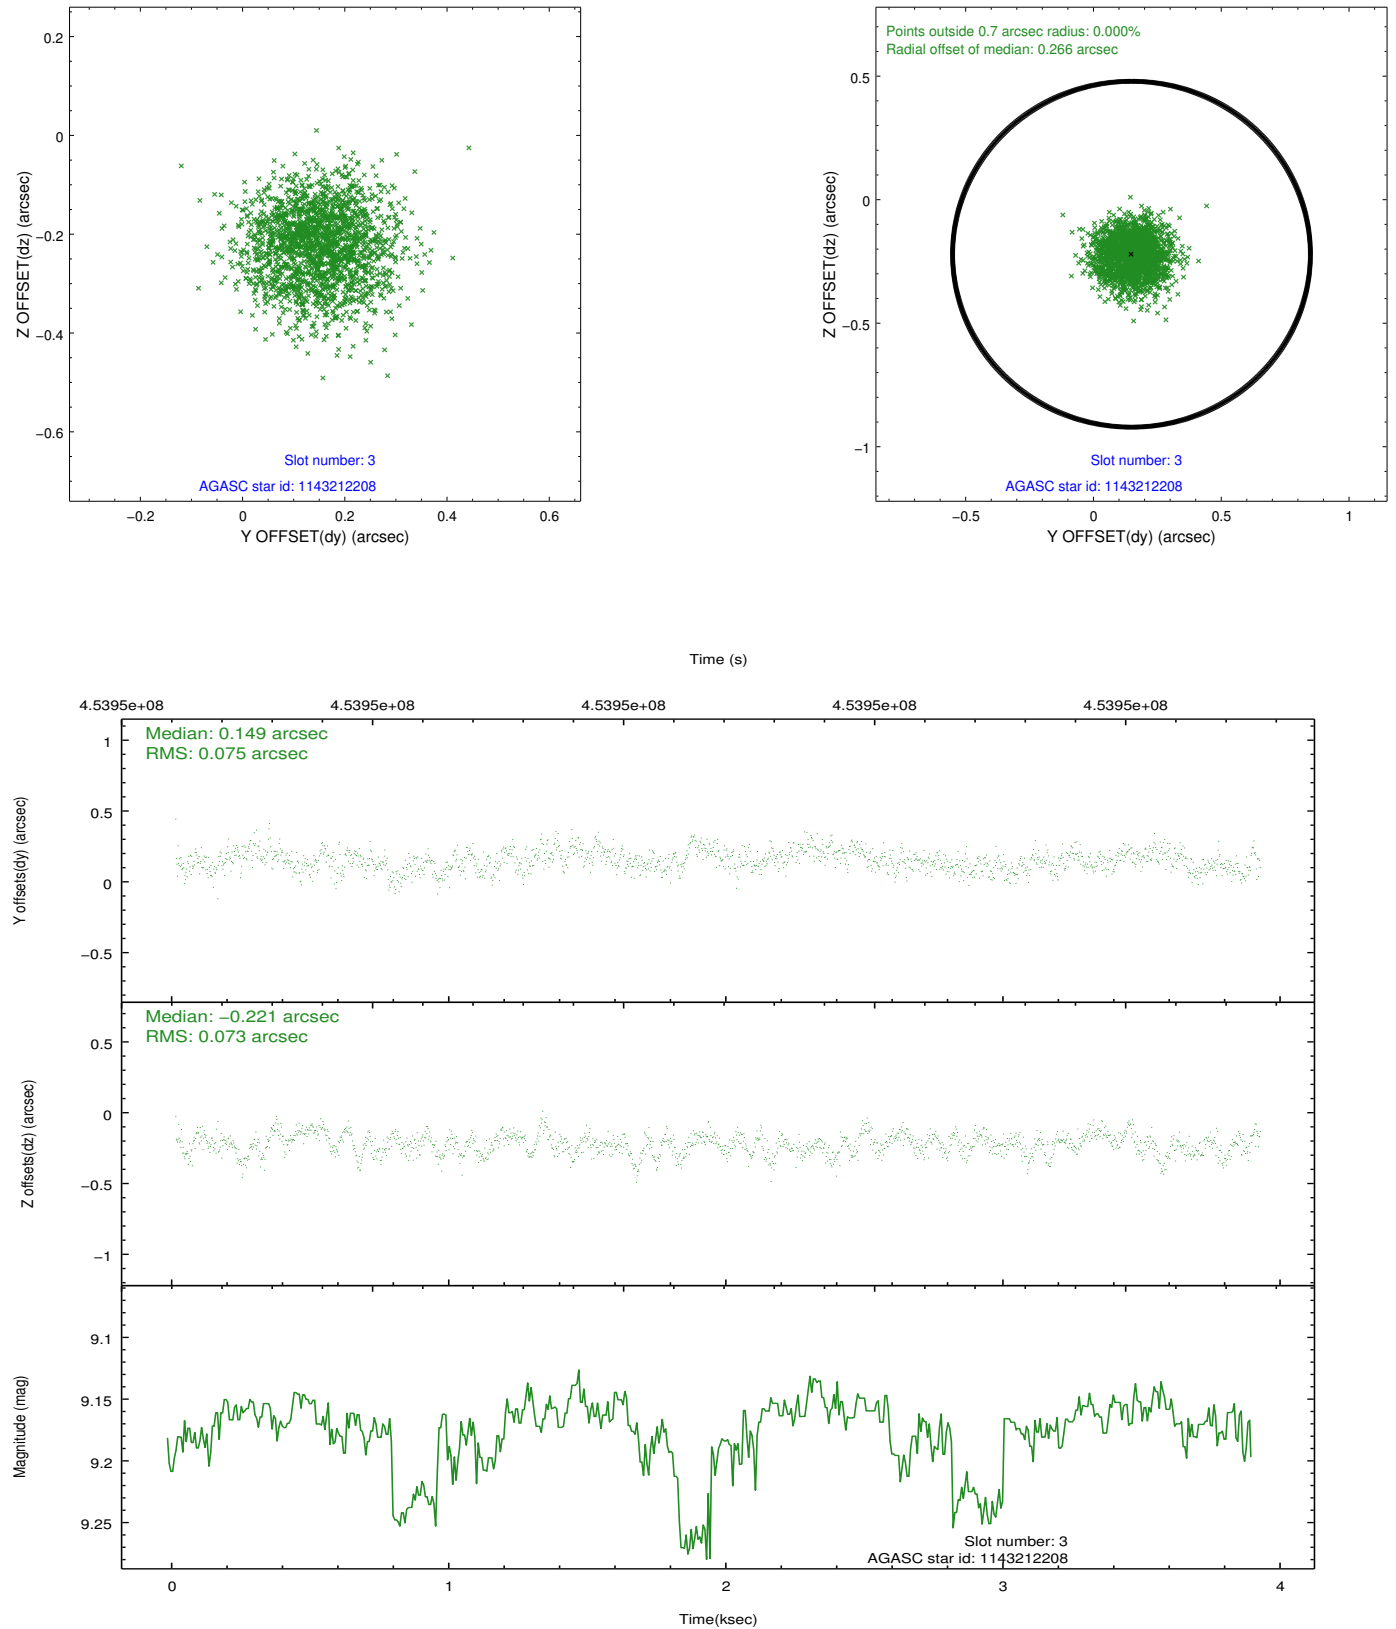 0.2
0
−0.2
−0.4
−0.6
Z OFFSET(dz) (arcsec)
Slot number: 3
AGASC star id: 1143212208
−0.2
0
0.2
0.4
0.6
Y OFFSET(dy) (arcsec)
Points outside 0.7 arcsec radius: 0.000%
Radial offset of median: 0.266 arcsec
0.5
0
−0.5
−1
Z OFFSET(dz) (arcsec)
Slot number: 3
AGASC star id: 1143212208
−0.5
0
0.5
1
Y OFFSET(dy) (arcsec)
Time (s)
4.5395e+08
4.5395e+08
4.5395e+08
4.5395e+08
4.5395e+08
Median: 0.149 arcsec
RMS: 0.075 arcsec
1
0.5
0
−0.5
Y offsets(dy) (arcsec)
Median: −0.221 arcsec
RMS: 0.073 arcsec
0.5
0
−0.5
−1
Z offsets(dz) (arcsec)
9.1
9.15
9.2
9.25
Magnitude (mag)
Slot number: 3
AGASC star id: 1143212208
0
1
2
3
4
Time(ksec)